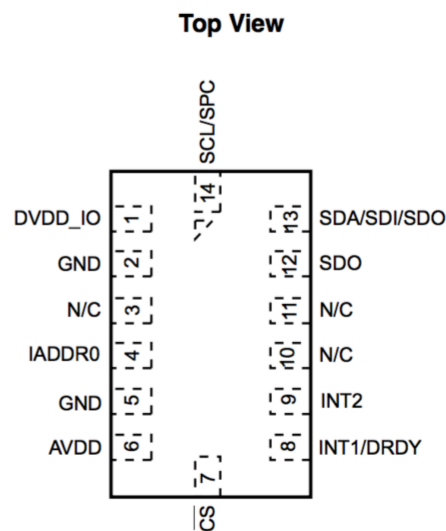 Top View
SCL/SPC
14
DVDD_IO 1
13 SDA/SDI/SDO
GND 2
12 SDO
N/C 3
11 N/C
IADDR0 4
10 N/C
GND 5
9 INT2
AVDD 6
8 INT1/DRDY
7
CS